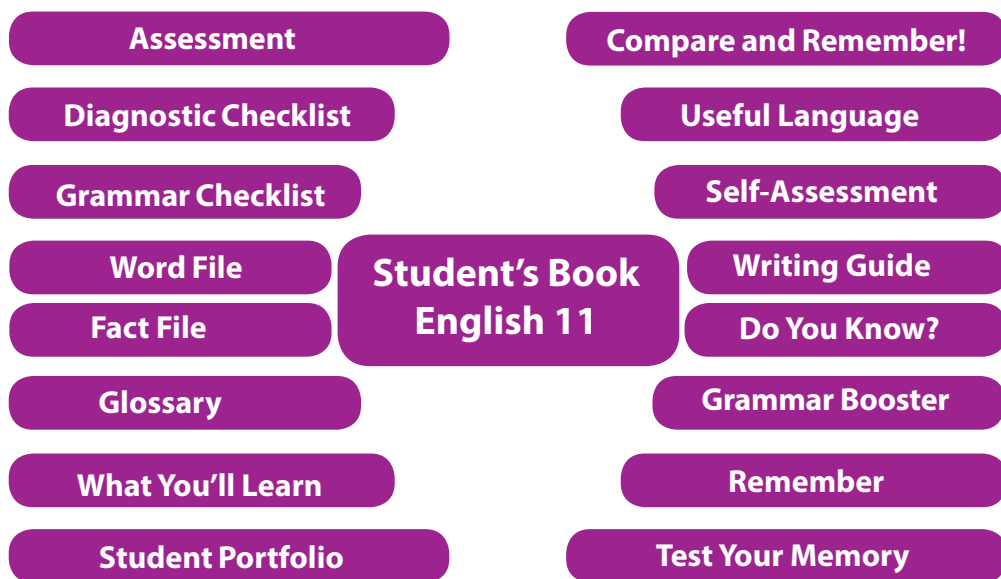 Assessment
Compare and Remember!
Diagnostic Checklist
Useful Language
Grammar Checklist
Self-Assessment
Word File
Student’s Book
English 11
Writing Guide
Fact File
Do You Know?
Glossary
Grammar Booster
What You’ll Learn
Remember
Student Portfolio
Test Your Memory